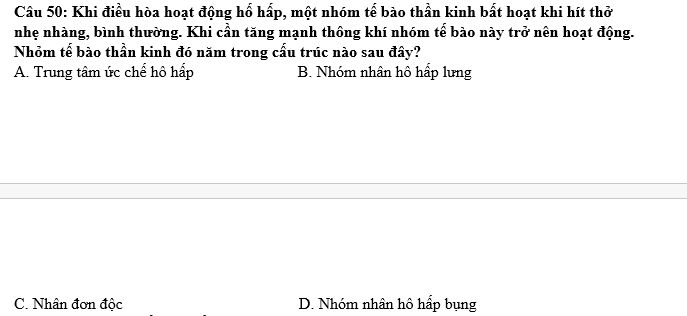 Câu 50: Khi điều hòa hoạt động hố hấp, một nhóm tế bào thần kinh bất hoạt khi hít thở
nhẹ nhàng, bình thường. Khi cần tăng mạnh thông khí nhóm tế bào này trở nên hoạt động.
Nhỏm tế bào thần kinh đó năm trong cấu trúc nào sau đây?
A. Trung tâm ức chế hô hấp B. Nhóm nhân hô hấp lưng
C. Nhân đơn độc D. Nhóm nhân hô hấp bụng